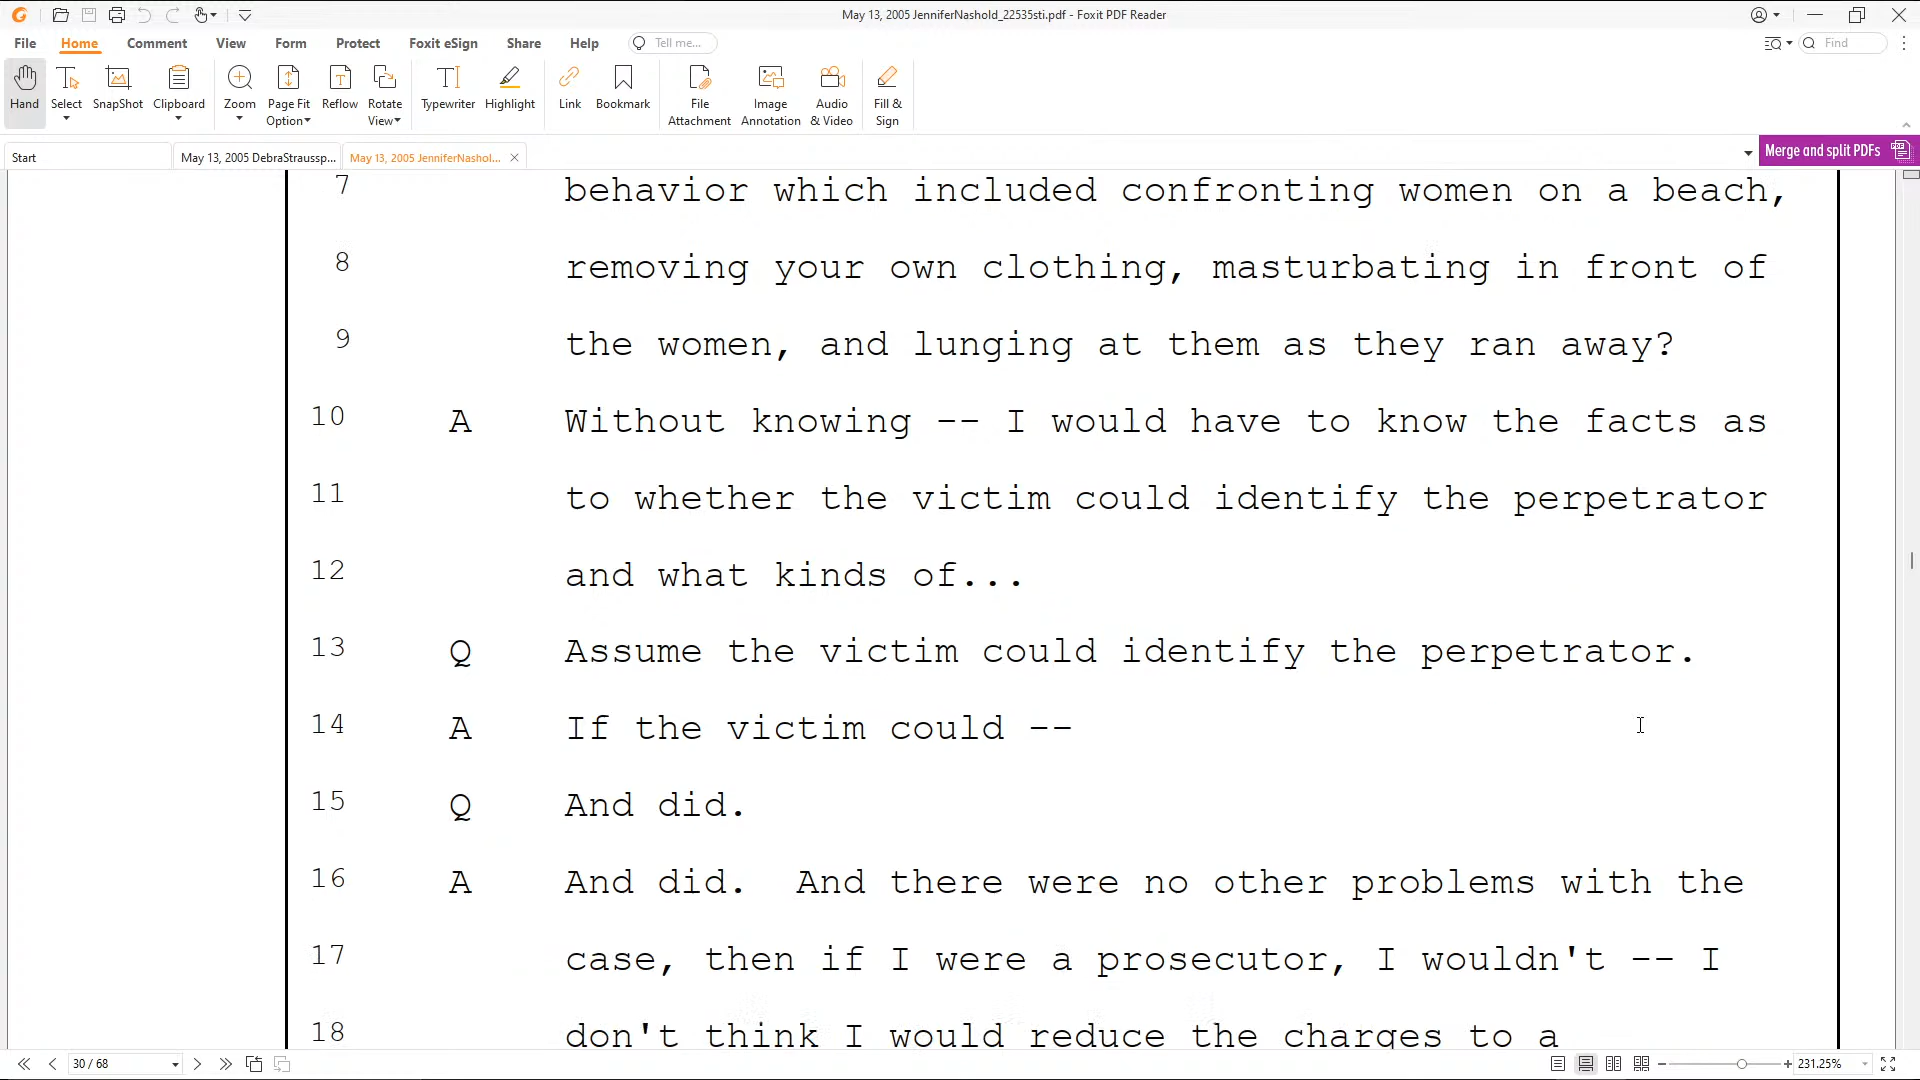 May 13, 2005 JenniferNashold_22535sti.pdf - Foxit PDF Reader
File Home Comment View Form Protect Foxit eSign Share Help Tell me... Find
Hand Select SnapShot Clipboard Zoom Page Fit Option Reflow Rotate View Typewriter Highlight Link Bookmark File Attachment Image Annotation Audio & Video Fill & Sign
Start May 13, 2005 DebraStraussp... May 13, 2005 JenniferNashol... Merge and split PDFs
7 behavior which included confronting women on a beach,
8 removing your own clothing, masturbating in front of
9 the women, and lunging at them as they ran away?
10 A Without knowing -- I would have to know the facts as
11 to whether the victim could identify the perpetrator
12 and what kinds of...
13 Q Assume the victim could identify the perpetrator.
14 A If the victim could --
15 Q And did.
16 A And did. And there were no other problems with the
17 case, then if I were a prosecutor, I wouldn't -- I
18 don't think I would reduce the charges to a
30 / 68 231.25%